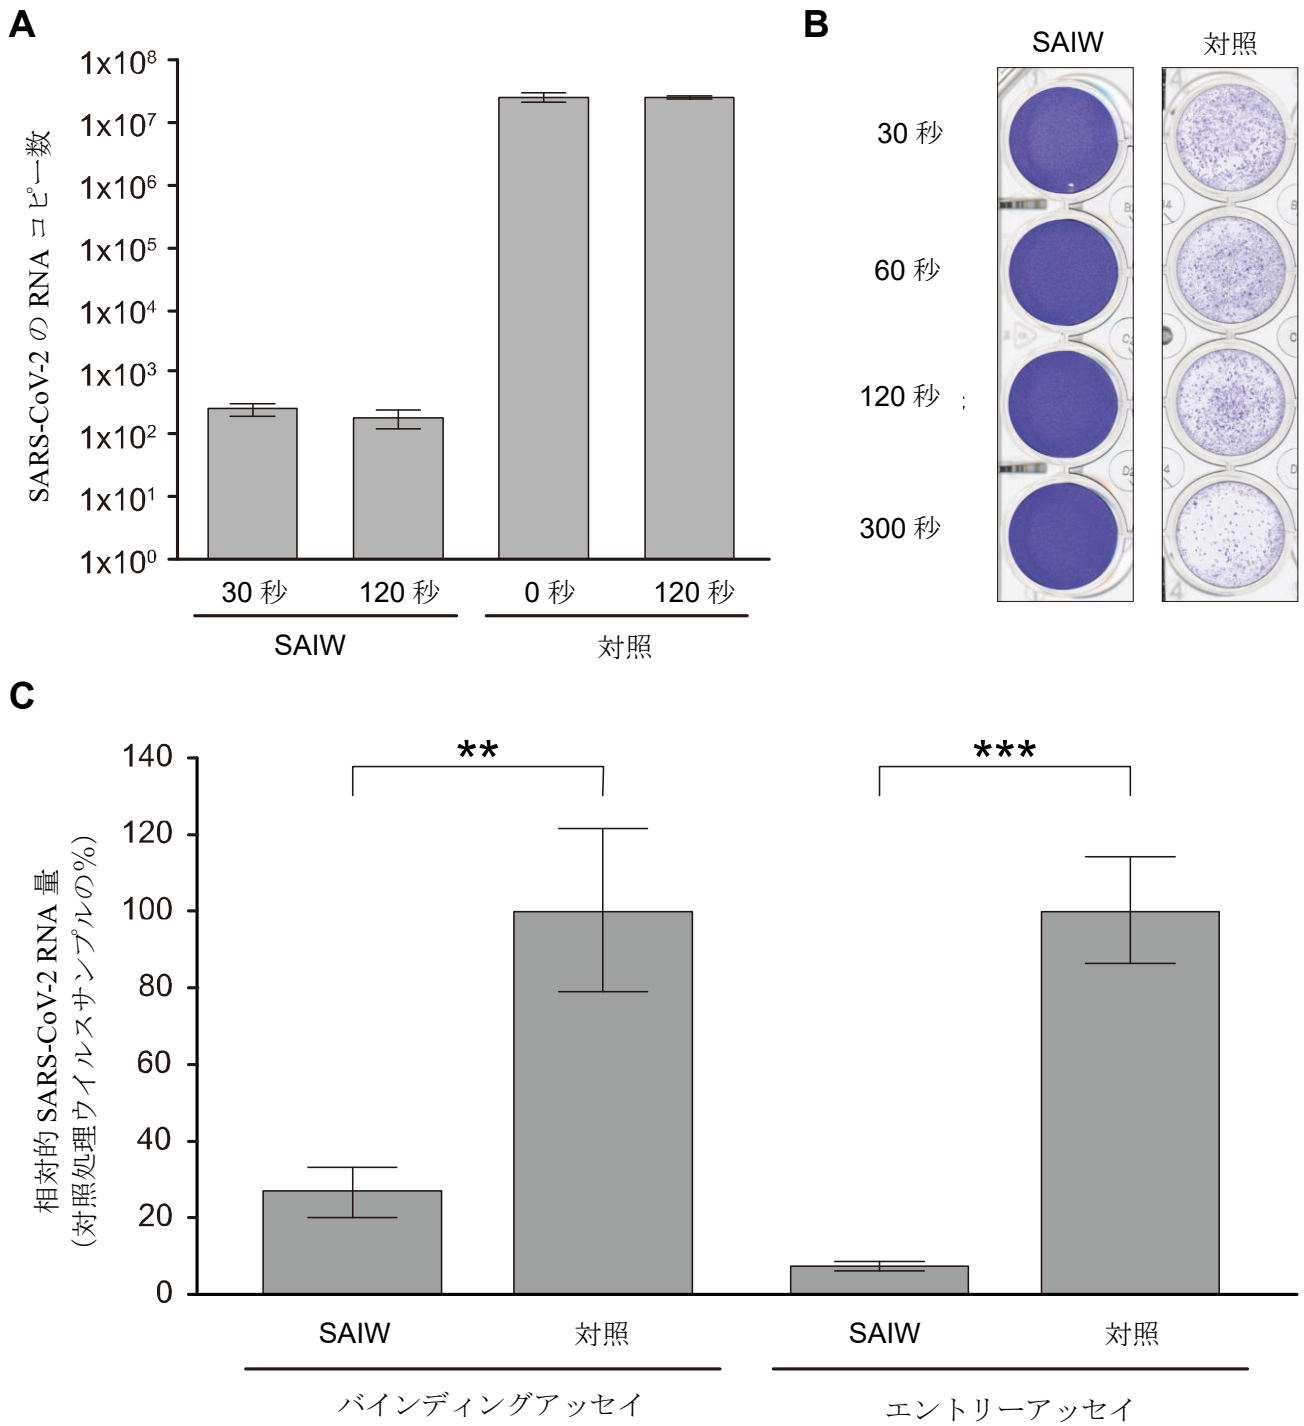 A
SARS-CoV-2 の RNA コピー数
1x10⁸
1x10⁷
1x10⁶
1x10⁵
1x10⁴
1x10³
1x10²
1x10¹
1x10⁰
30 秒
120 秒
0 秒
120 秒
SAIW
対照
B
SAIW
対照
30 秒
60 秒
120 秒
300 秒
C
相対的 SARS-CoV-2 RNA 量
(対照処理ウイルスサンプルの%)
140
120
100
80
60
40
20
0
**
***
SAIW
対照
SAIW
対照
バインディングアッセイ
エントリーアッセイ